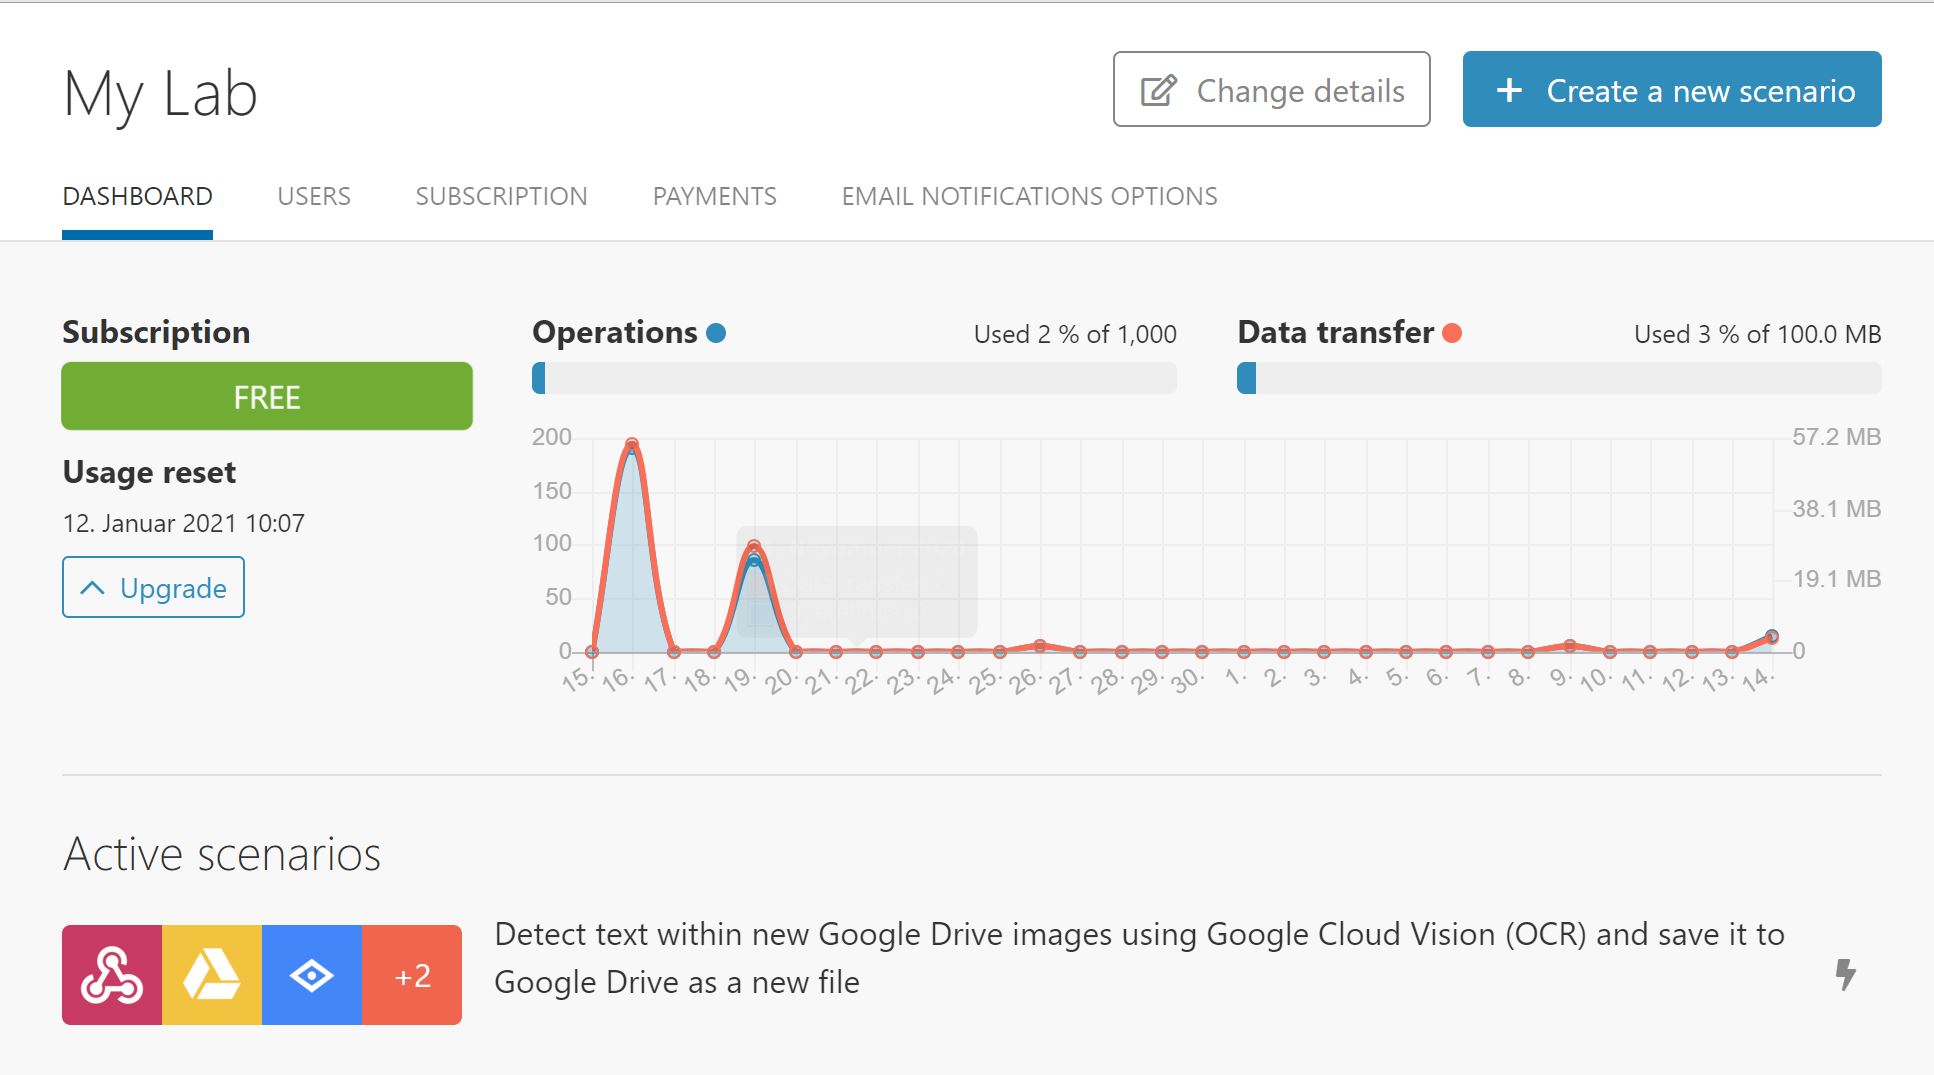 My Lab
Change details
Create a new scenario
DASHBOARD USERS SUBSCRIPTION PAYMENTS EMAIL NOTIFICATIONS OPTIONS
Subscription
FREE
Usage reset
12. Januar 2021 10:07
Upgrade
Operations
Used 2 % of 1,000
Data transfer
Used 3 % of 100.0 MB
200
150
100
50
0
57.2 MB
38.1 MB
19.1 MB
0
15. 16. 17. 18. 19. 20. 21. 22. 23. 24. 25. 26. 27. 28. 29. 30. 1. 2. 3. 4. 5. 6. 7. 8. 9. 10. 11. 12. 13. 14.
Active scenarios
+2
Detect text within new Google Drive images using Google Cloud Vision (OCR) and save it to
Google Drive as a new file